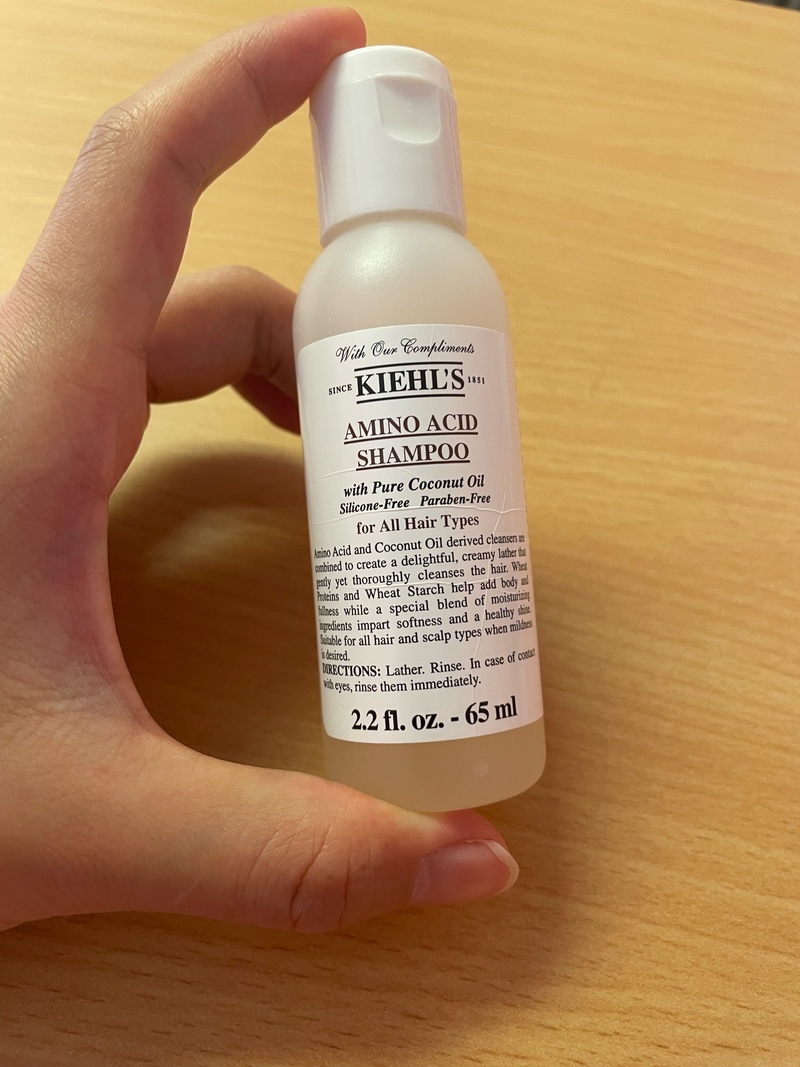 With Our Compliments
SINCE KIEHL'S 1851
AMINO ACID
SHAMPOO
with Pure Coconut Oil
Silicone-Free Paraben-Free
for All Hair Types
Amino Acid and Coconut Oil derived cleansers are
combined to create a delightful, creamy lather that
gently yet thoroughly cleanses the hair. Wheat
Proteins and Wheat Starch help add body and
fullness while a special blend of moisturizing
ingredients impart softness and a healthy shine.
Suitable for all hair and scalp types when mildness
is desired.
DIRECTIONS: Lather. Rinse. In case of contact
with eyes, rinse them immediately.
2.2 fl. oz. - 65 ml